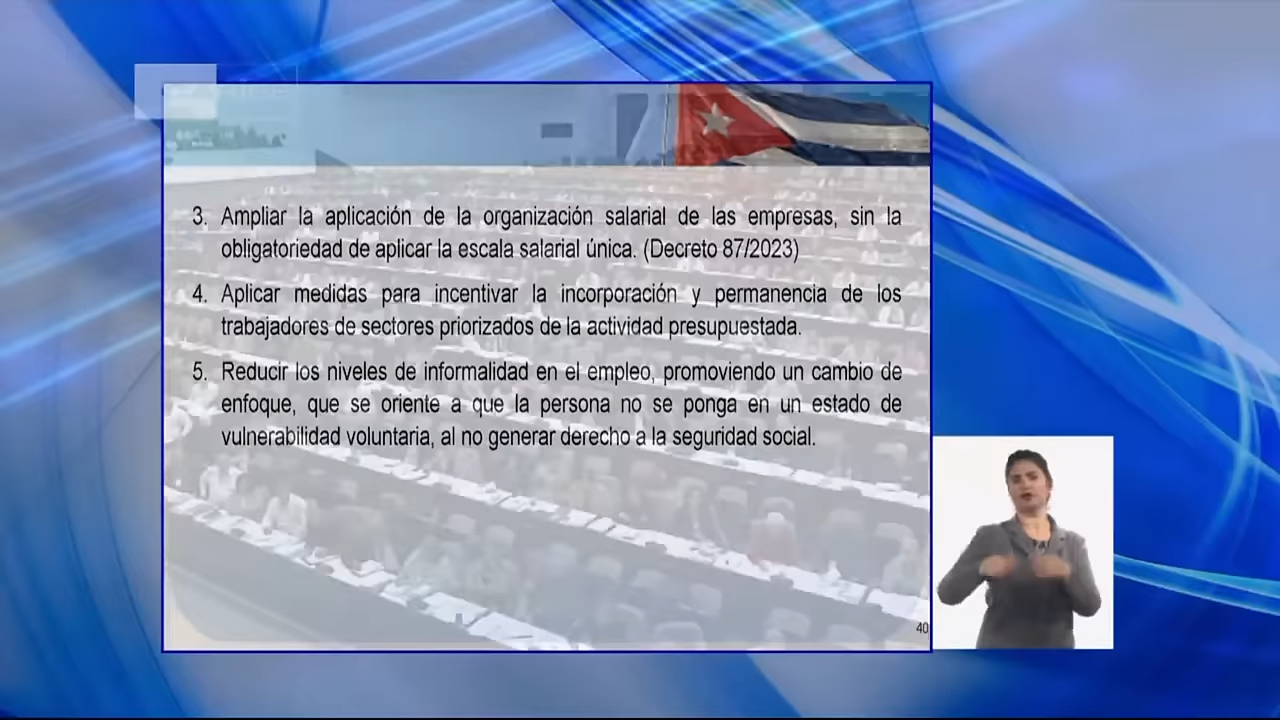 3. Ampliar la aplicación de la organización salarial de las empresas, sin la
obligatoriedad de aplicar la escala salarial única. (Decreto 87/2023)
4. Aplicar medidas para incentivar la incorporación y permanencia de los
trabajadores de sectores priorizados de la actividad presupuestada.
5. Reducir los niveles de informalidad en el empleo, promoviendo un cambio de
enfoque, que se oriente a que la persona no se ponga en un estado de
vulnerabilidad voluntaria, al no generar derecho a la seguridad social.
40